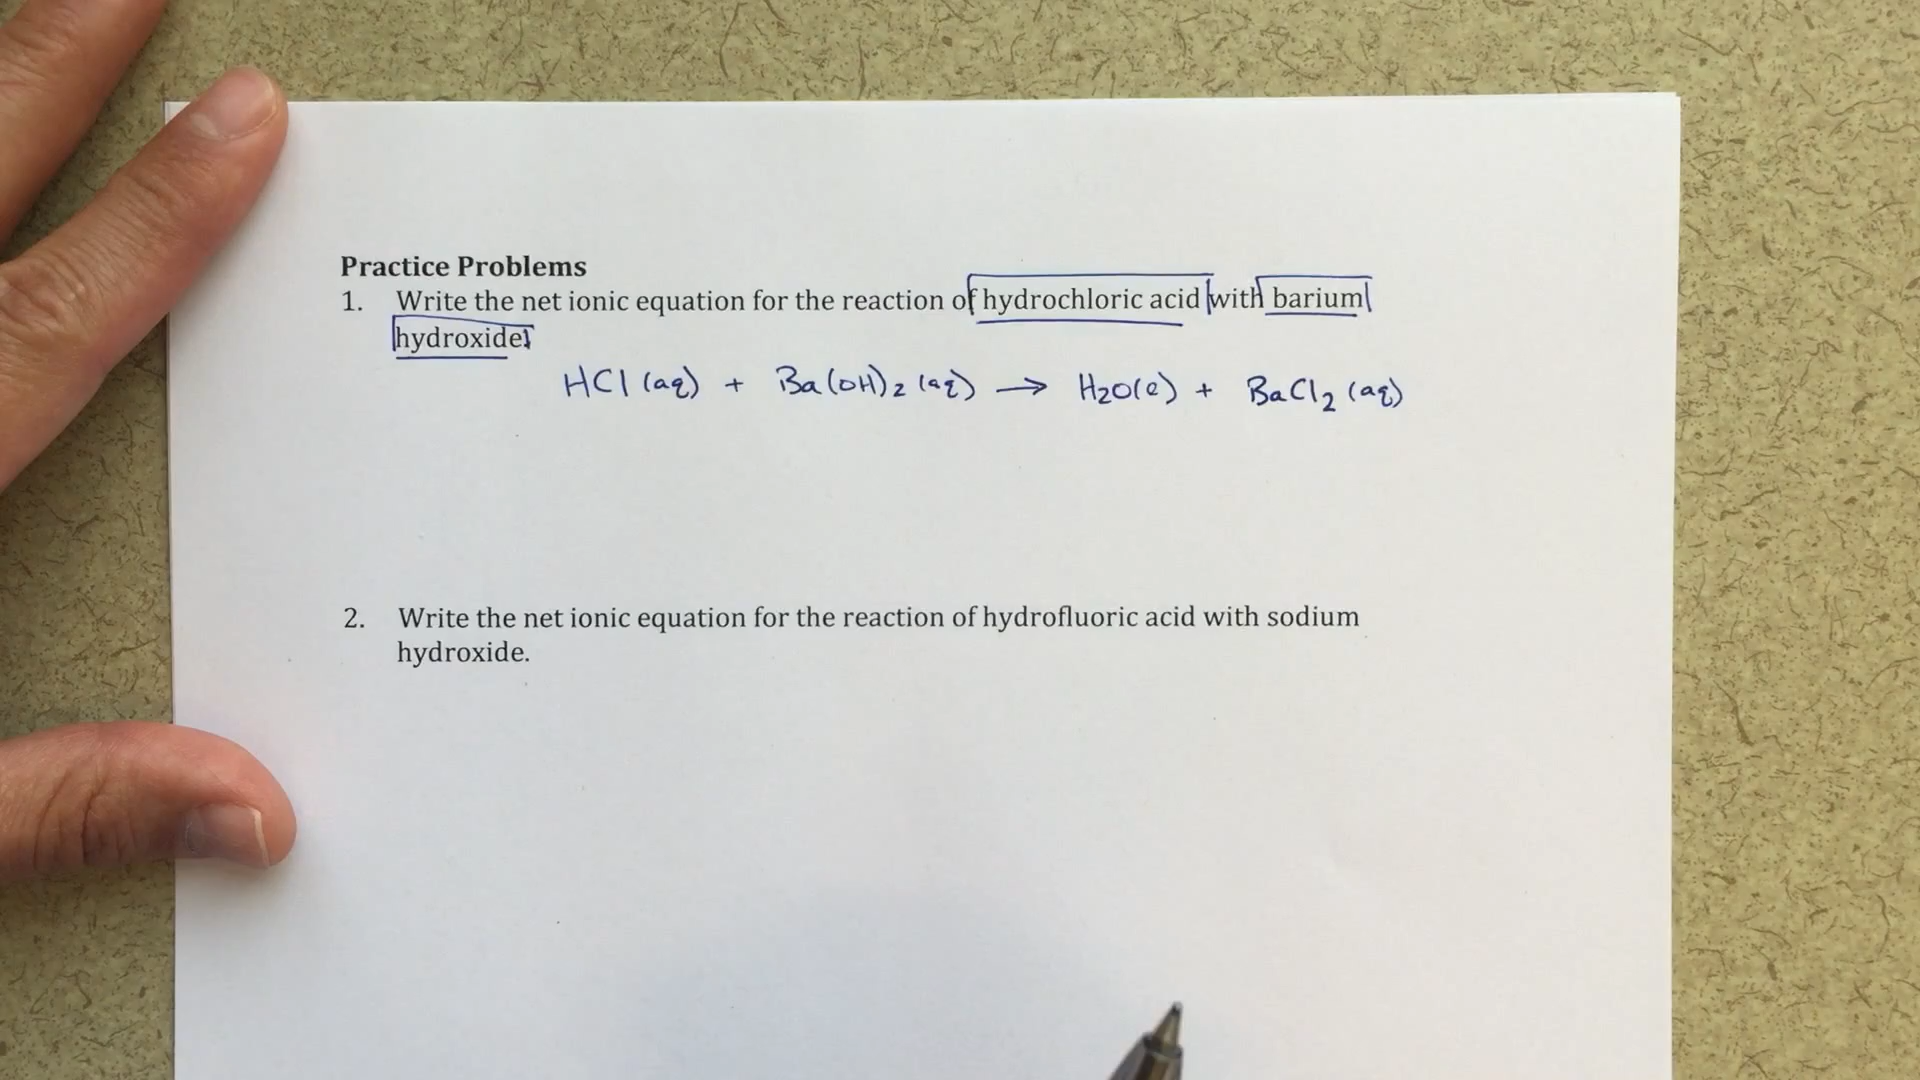 Practice Problems
1. Write the net ionic equation for the reaction of hydrochloric acid with barium
hydroxide.
HCl (aq) + Ba(OH)₂ (aq) → H₂O(l) + BaCl₂ (aq)
2. Write the net ionic equation for the reaction of hydrofluoric acid with sodium
hydroxide.